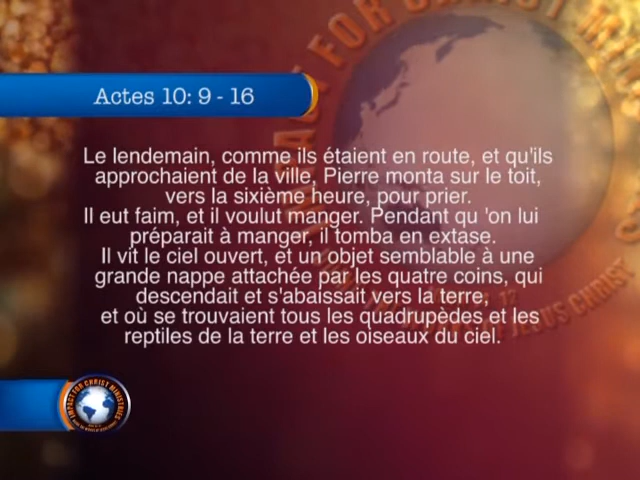 Actes 10: 9 - 16
Le lendemain, comme ils étaient en route, et qu'ils
approchaient de la ville, Pierre monta sur le toit,
vers la sixième heure, pour prier.
Il eut faim, et il voulut manger. Pendant qu 'on lui
préparait à manger, il tomba en extase.
Il vit le ciel ouvert, et un objet semblable à une
grande nappe attachée par les quatre coins, qui
descendait et s'abaissait vers la terre,
et où se trouvaient tous les quadrupèdes et les
reptiles de la terre et les oiseaux du ciel.
IMPACT FOR CHRIST MINISTRIES